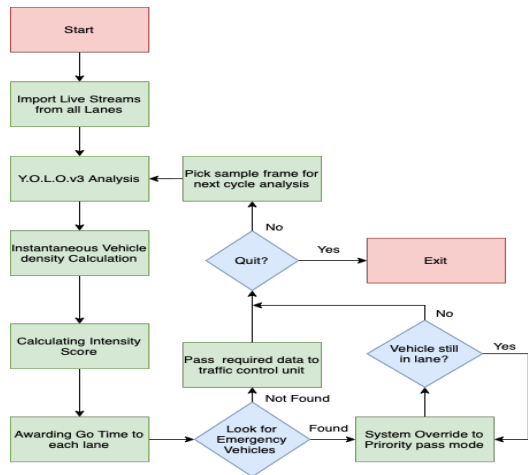 Start
Import Live Streams
from all Lanes
Y.O.L.O.v3 Analysis
Pick sample frame for
next cycle analysis
Instantaneous Vehicle
density Calculation
No
Quit?
Yes
Exit
Calculating Intensity
Score
Pass required data to
traffic control unit
No
Vehicle still
in lane?
Yes
Not Found
Awarding Go Time to
each lane
Look for
Emergency
Vehicles
Found
System Override to
Prirority pass mode